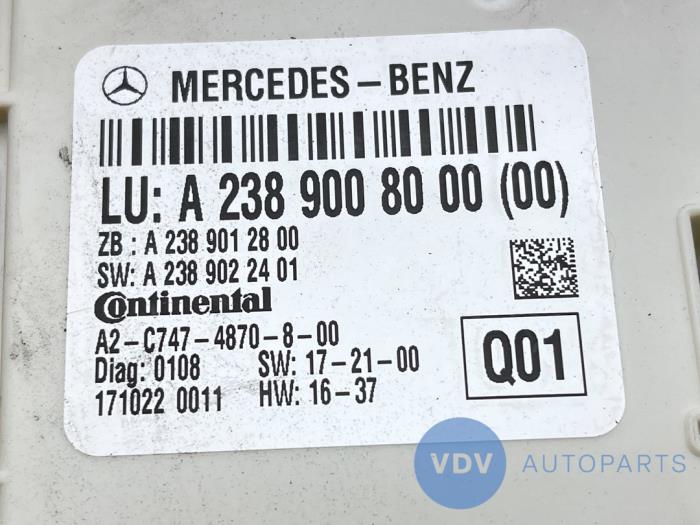 MERCEDES-BENZ
LU: A 238 900 80 00 (00)
ZB : A 238 901 28 00
SW: A 238 902 24 01
Continental
A2-C747-4870-8-00
Diag: 0108 SW: 17-21-00
171022 0011 HW: 16-37
Q01
VDV AUTOPARTS